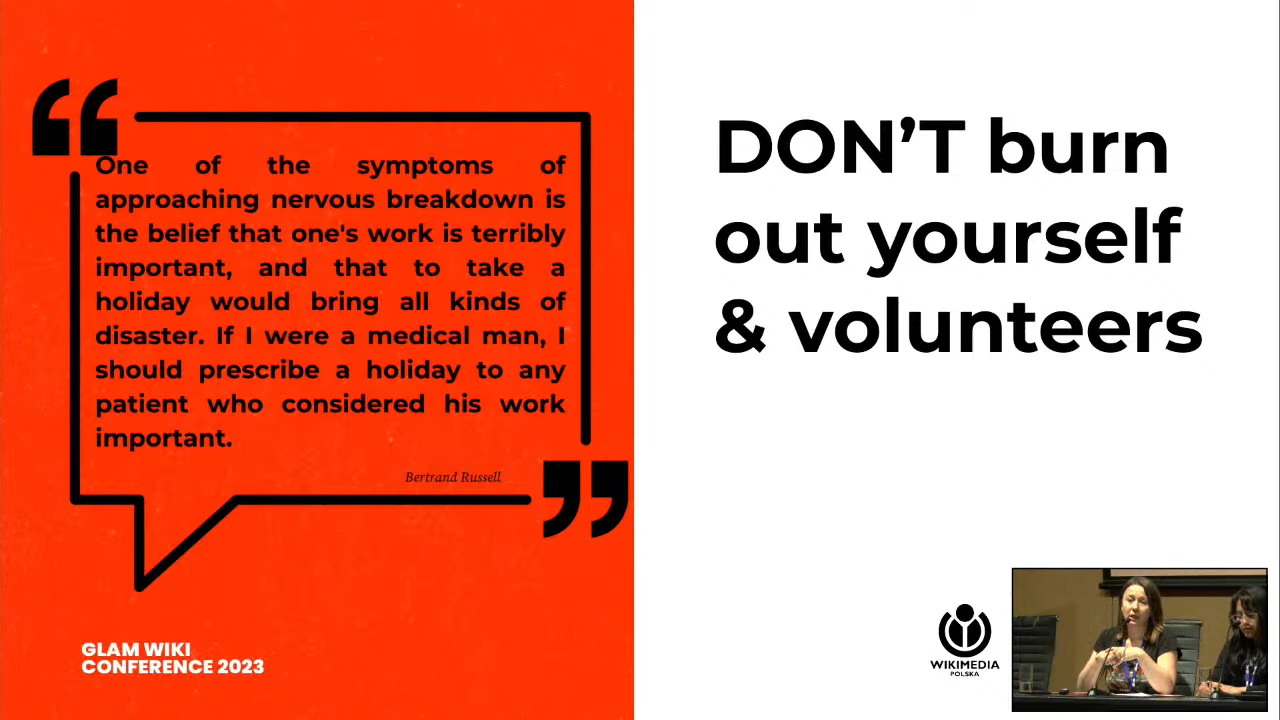 One of the symptoms of
approaching nervous breakdown is
the belief that one's work is terribly
important, and that to take a
holiday would bring all kinds of
disaster. If I were a medical man, I
should prescribe a holiday to any
patient who considered his work
important.
Bertrand Russell
GLAM WIKI
CONFERENCE 2023
DON’T burn
out yourself
& volunteers
WIKIMEDIA
POLSKA